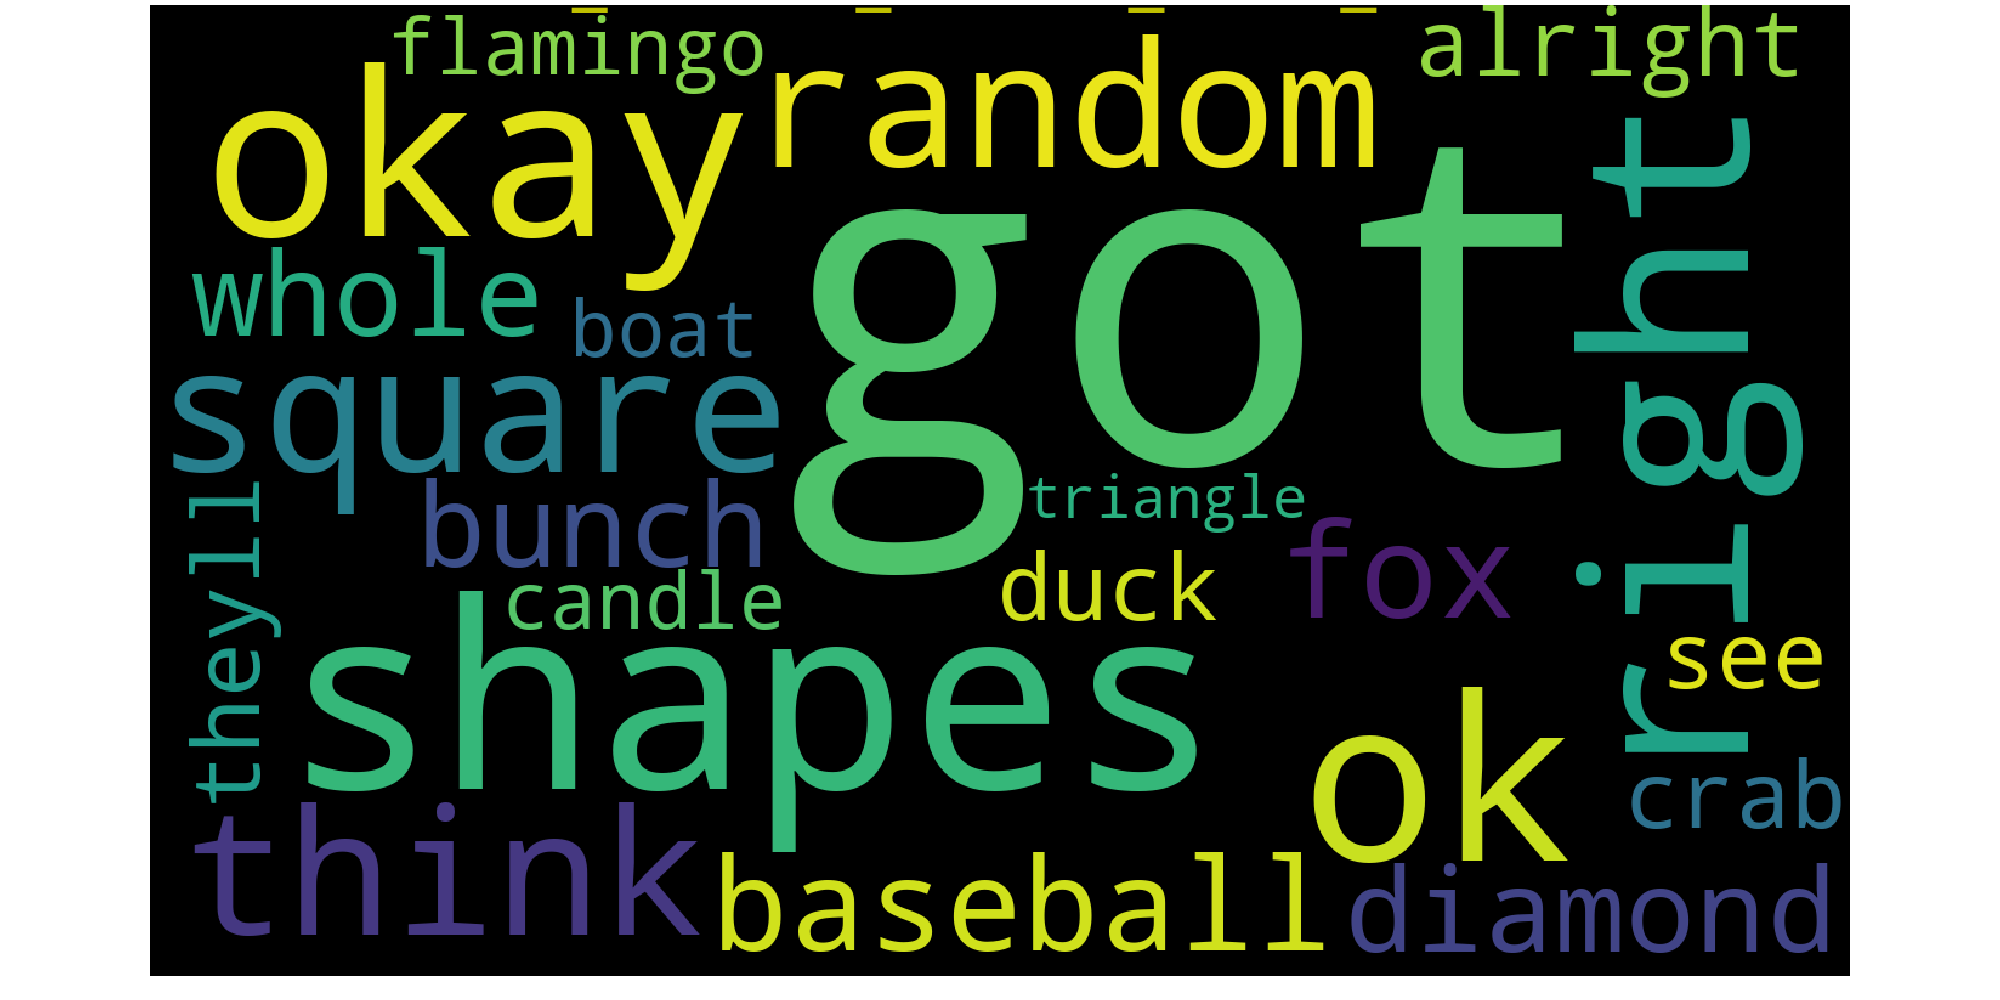 flamingo
alright
okay
random
got
right
whole
boat
square
theylll
bunch
triangle
candle
duck
fox
shapes
see
ok
crab
think
baseball
diamond